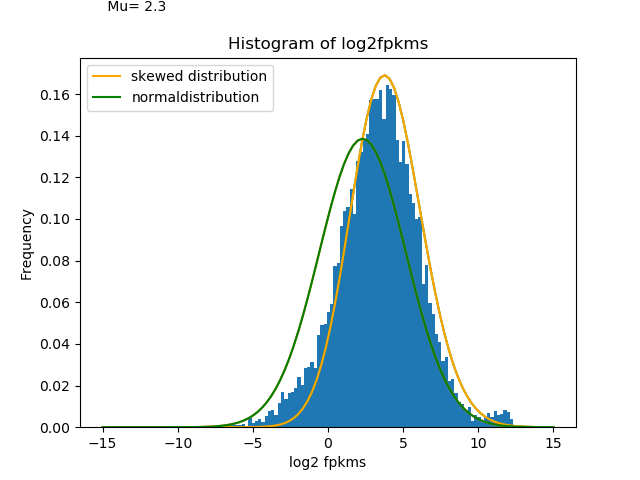 Mu= 2.3
Histogram of log2fpkms
skewed distribution
normaldistribution
Frequency
0.16
0.14
0.12
0.10
0.08
0.06
0.04
0.02
0.00
−15
−10
−5
0
5
10
15
log2 fpkms